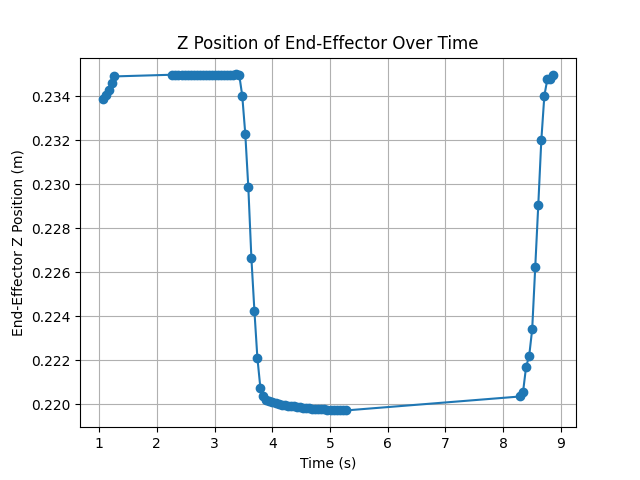 Z Position of End-Effector Over Time
End-Effector Z Position (m)
0.234
0.232
0.230
0.228
0.226
0.224
0.222
0.220
1 2 3 4 5 6 7 8 9
Time (s)